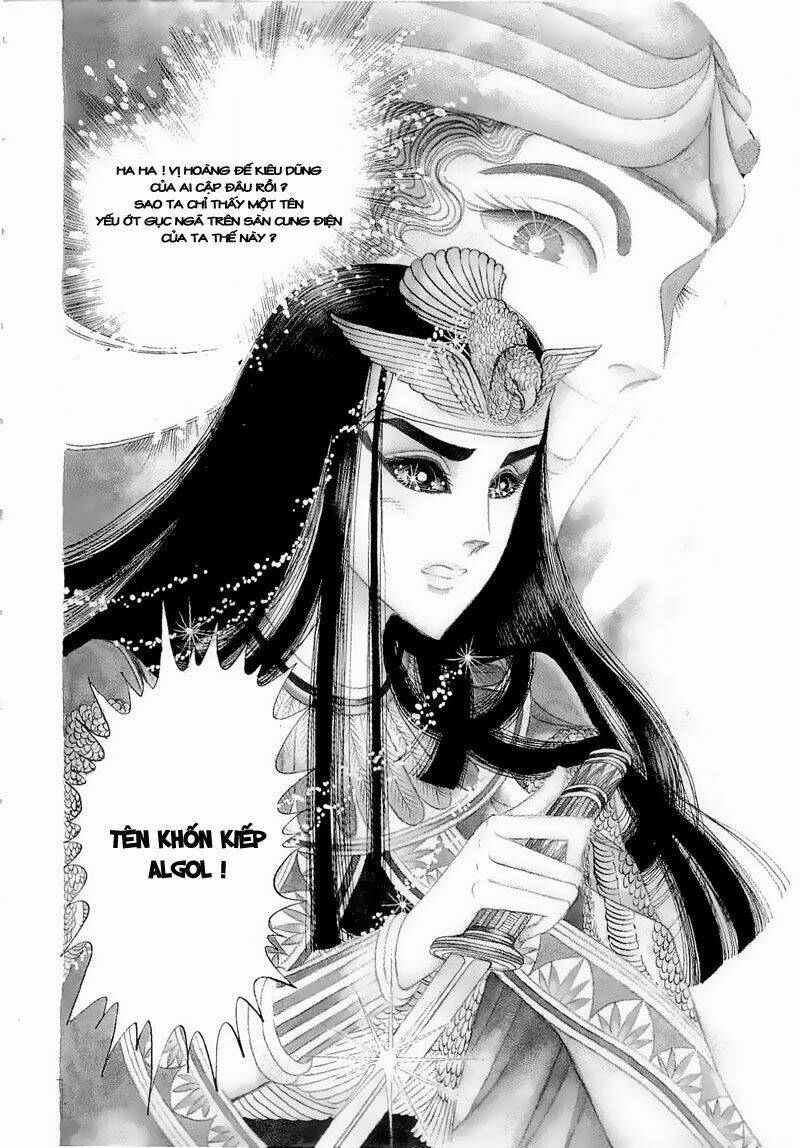 HA HA ! VỊ HOÀNG ĐẾ KIÊU DŨNG
CỦA AI CẬP ĐÂU RỒI ?
SAO TA CHỈ THẤY MỘT TÊN
YẾU ỚT GỤC NGÃ TRÊN SÀN CUNG ĐIỆN
CỦA TA THẾ NÀY ?
TÊN KHỐN KIẾP
ALGOL !